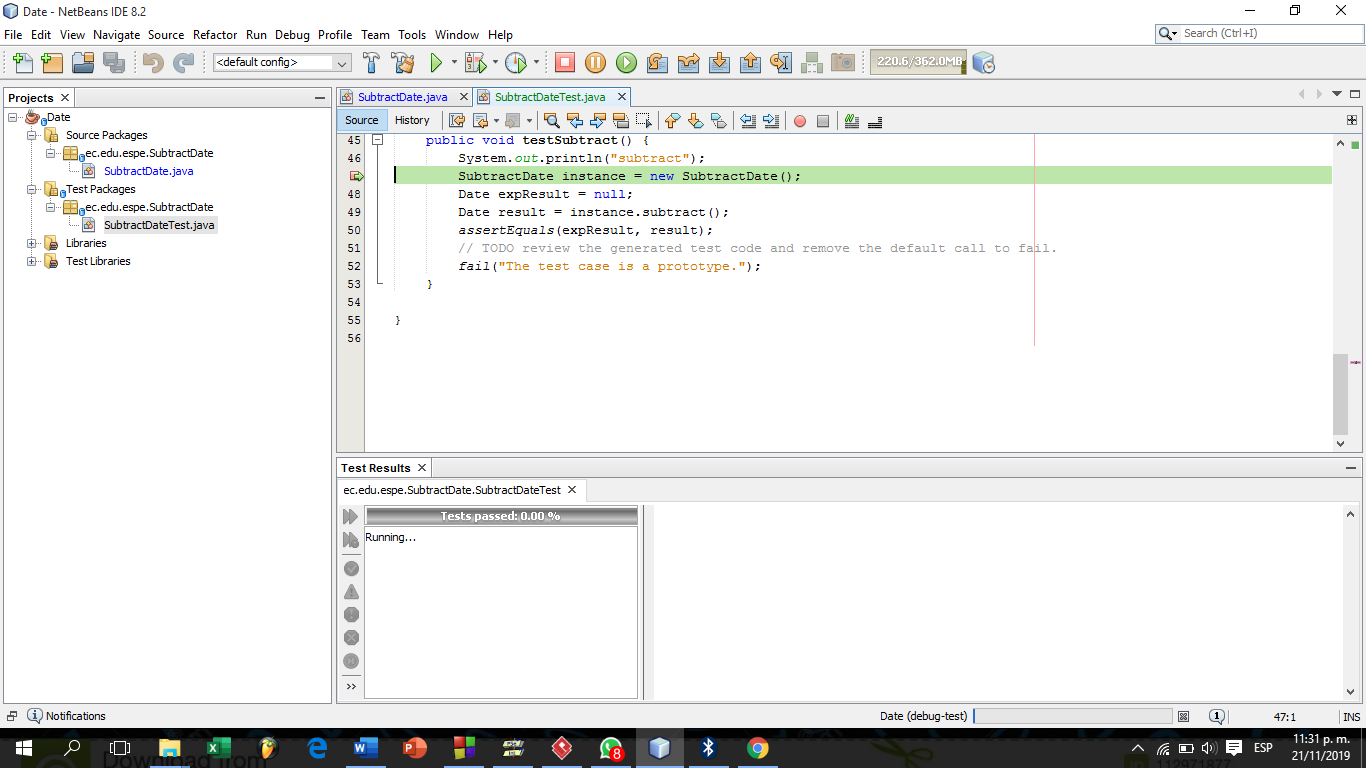 Date - NetBeans IDE 8.2
File Edit View Navigate Source Refactor Run Debug Profile Team Tools Window Help
Search (Ctrl+I)
<default config>
220.6/362.0MB
Projects
SubtractDate.java
SubtractDateTest.java
Date
Source Packages
ec.edu.espe.SubtractDate
SubtractDate.java
Test Packages
ec.edu.espe.SubtractDate
SubtractDateTest.java
Libraries
Test Libraries
Source History
45 public void testSubtract() {
46 System.out.println("subtract");
SubtractDate instance = new SubtractDate();
48 Date expResult = null;
49 Date result = instance.subtract();
50 assertEquals(expResult, result);
51 // TODO review the generated test code and remove the default call to fail.
52 fail("The test case is a prototype.");
53 }
54
55 }
56
Test Results
ec.edu.espe.SubtractDate.SubtractDateTest
Tests passed: 0.00 %
Running...
Notifications
Date (debug-test)
1
47:1
INS
8
ESP
11:31 p. m.
21/11/2019
Download from
112971877